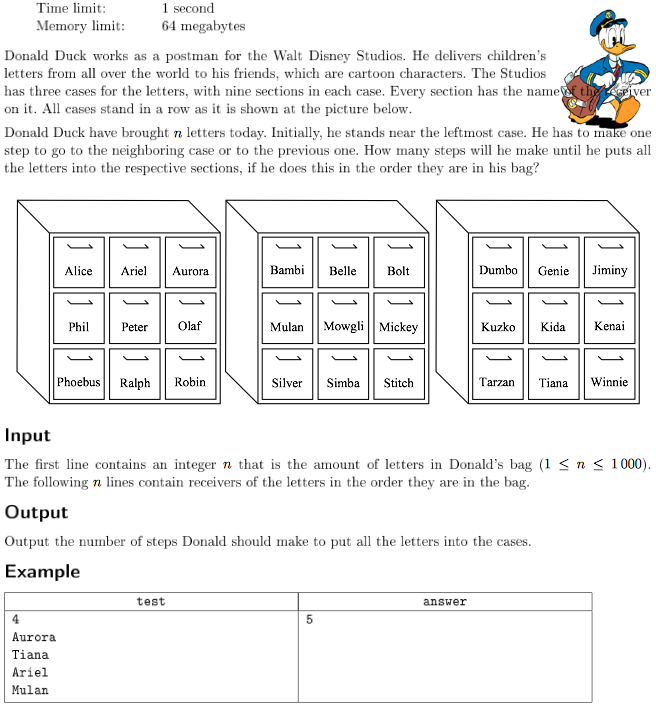 Time limit: 1 second
Memory limit: 64 megabytes
Donald Duck works as a postman for the Walt Disney Studios. He delivers children's
letters from all over the world to his friends, which are cartoon characters. The Studios
has three cases for the letters, with nine sections in each case. Every section has the name of the receiver
on it. All cases stand in a row as it is shown at the picture below.
Donald Duck have brought n letters today. Initially, he stands near the leftmost case. He has to make one
step to go to the neighboring case or to the previous one. How many steps will he make until he puts all
the letters into the respective sections, if he does this in the order they are in his bag?
Alice Ariel Aurora Bambi Belle Bolt Dumbo Genie Jiminy
Phil Peter Olaf Mulan Mowgli Mickey Kuzko Kida Kenai
Phoebus Ralph Robin Silver Simba Stitch Tarzan Tiana Winnie
Input
The first line contains an integer n that is the amount of letters in Donald's bag (1 ≤ n ≤ 1 000).
The following n lines contain receivers of the letters in the order they are in the bag.
Output
Output the number of steps Donald should make to put all the letters into the cases.
Example
test answer
4 5
Aurora
Tiana
Ariel
Mulan